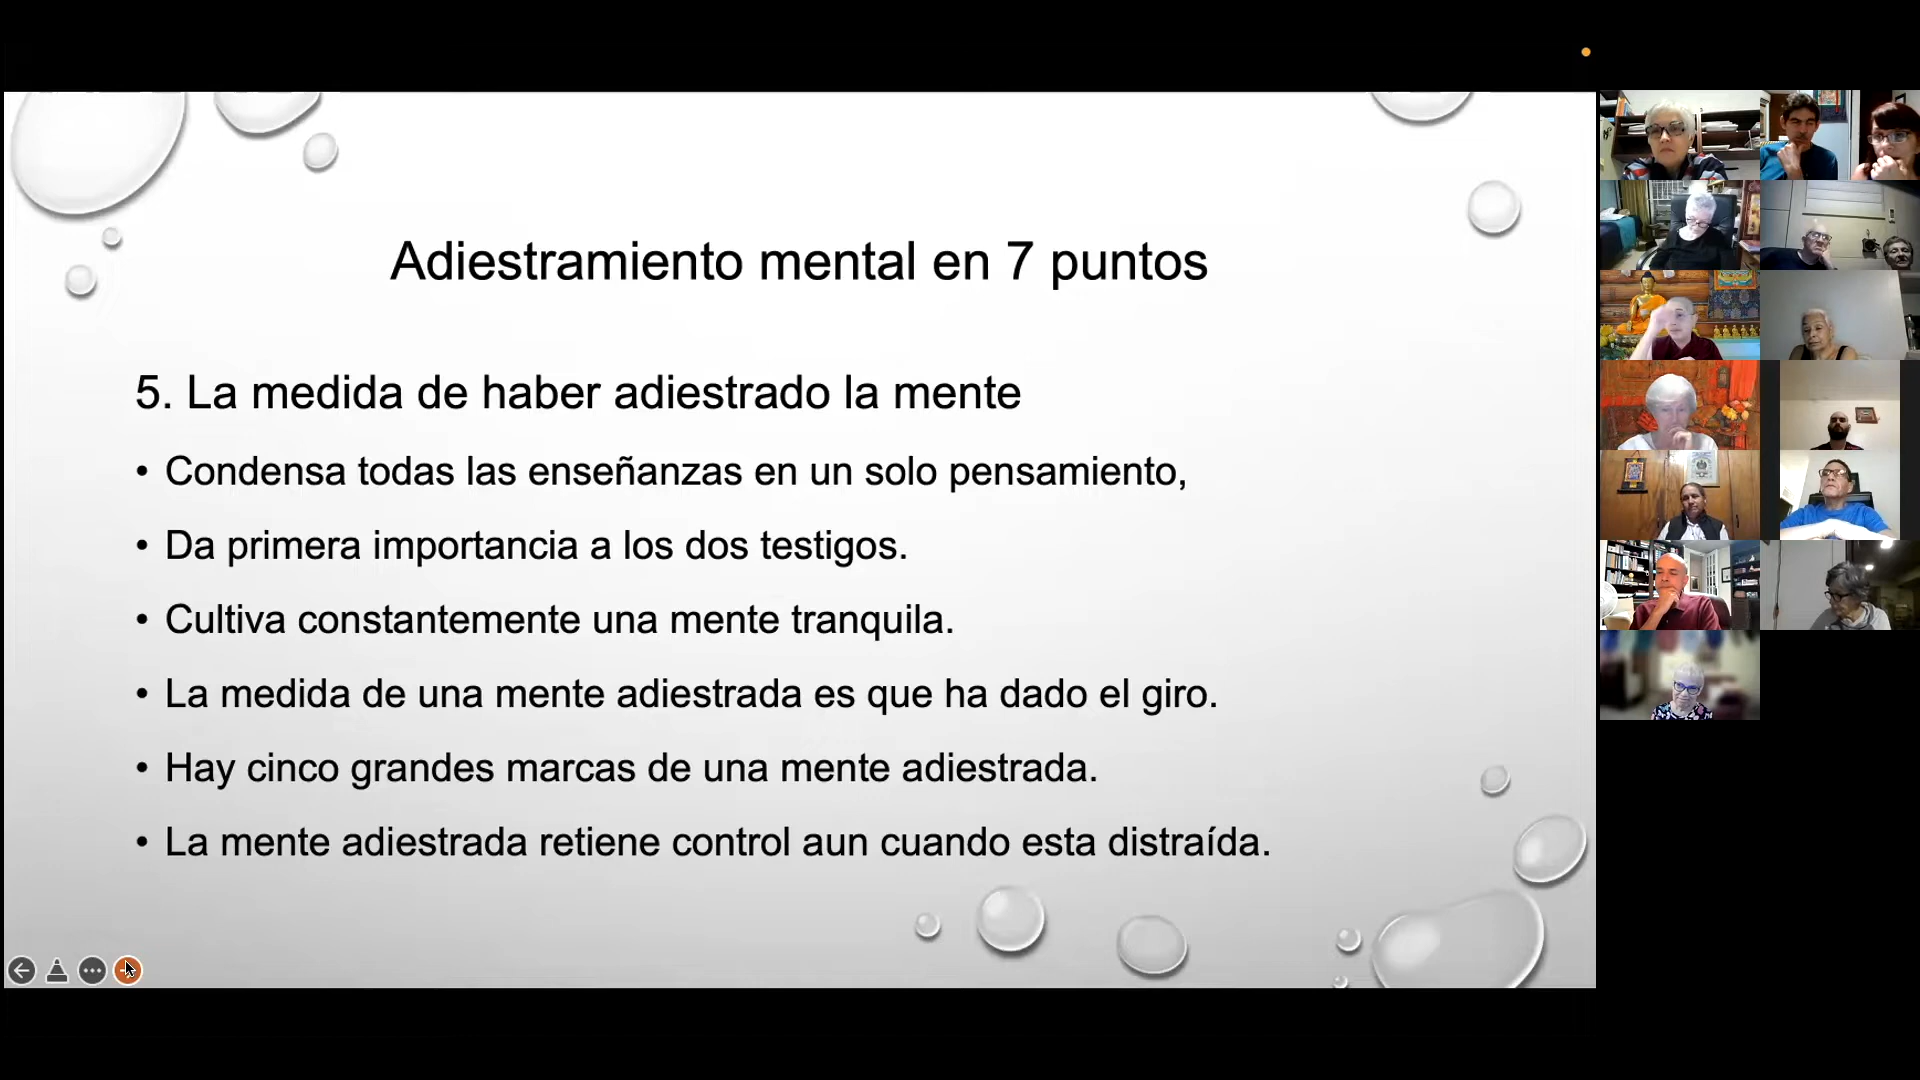 Adiestramiento mental en 7 puntos
5. La medida de haber adiestrado la mente
• Condensa todas las enseñanzas en un solo pensamiento,
• Da primera importancia a los dos testigos.
• Cultiva constantemente una mente tranquila.
• La medida de una mente adiestrada es que ha dado el giro.
• Hay cinco grandes marcas de una mente adiestrada.
• La mente adiestrada retiene control aun cuando esta distraída.